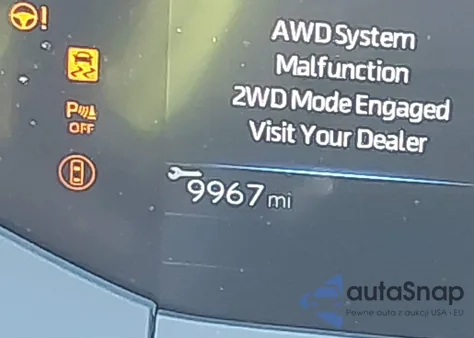 AWD System
Malfunction
2WD Mode Engaged
Visit Your Dealer
P
OFF
9967 mi
autaSnap
Pewne auta z aukcji USA - EU